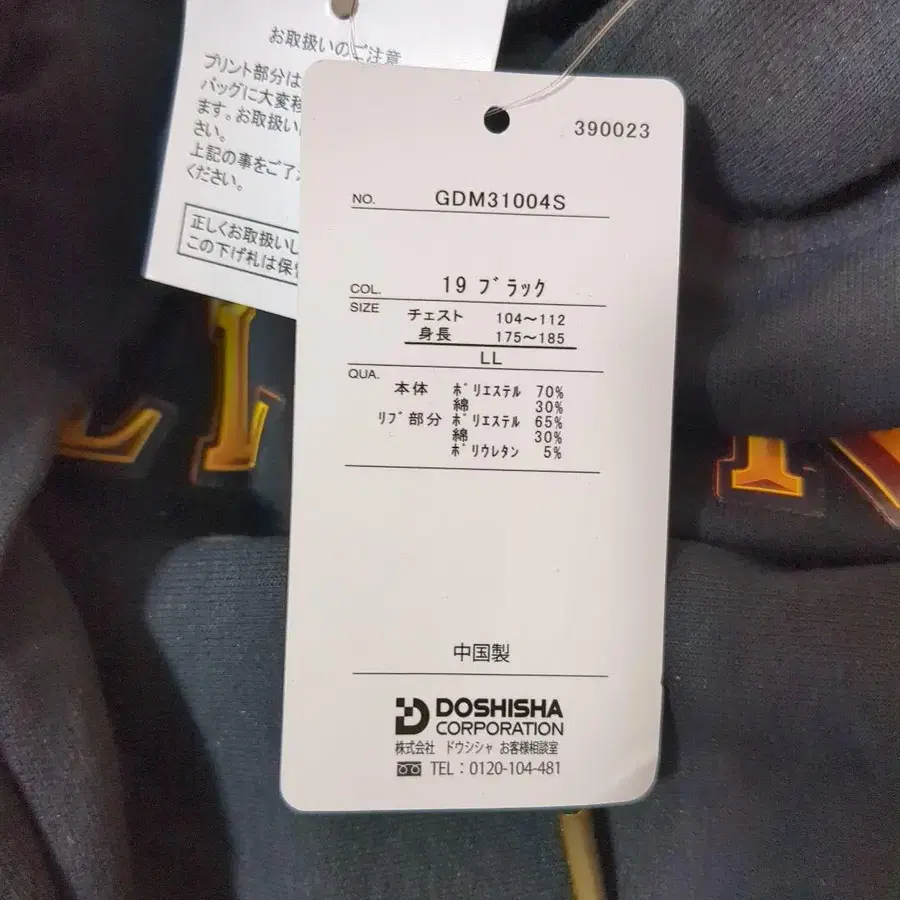 お取扱いのご注意
プリント部分は
バッグに大変移
ます。お取扱い
さい。
上記の事をご了
ください。
正しくお取扱いし
この下げ札は保管
390023
NO. GDM31004S
COL. 19 ブラック
SIZE チェスト 104～112
身長 175～185
LL
QUA.
本体 ポリエステル 70%
綿 30%
リブ部分 ポリエステル 65%
綿 30%
ポリウレタン 5%
中国製
DOSHISHA
CORPORATION
株式会社 ドウシシャ お客様相談室
TEL：0120-104-481